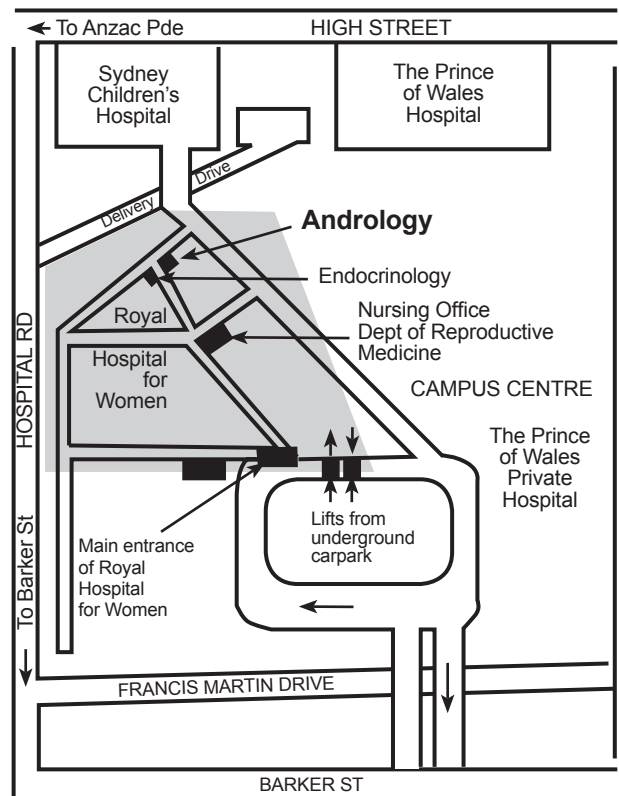 To Anzac Pde
HIGH STREET
Sydney
Children's
Hospital
The Prince
of Wales
Hospital
Delivery Drive
Andrology
Endocrinology
Royal
Hospital
for
Women
Nursing Office
Dept of Reproductive
Medicine
HOSPITAL RD
CAMPUS CENTRE
The Prince
of Wales
Private
Hospital
To Barker St
Main entrance
of Royal
Hospital
for Women
Lifts from
underground
carpark
FRANCIS MARTIN DRIVE
BARKER ST